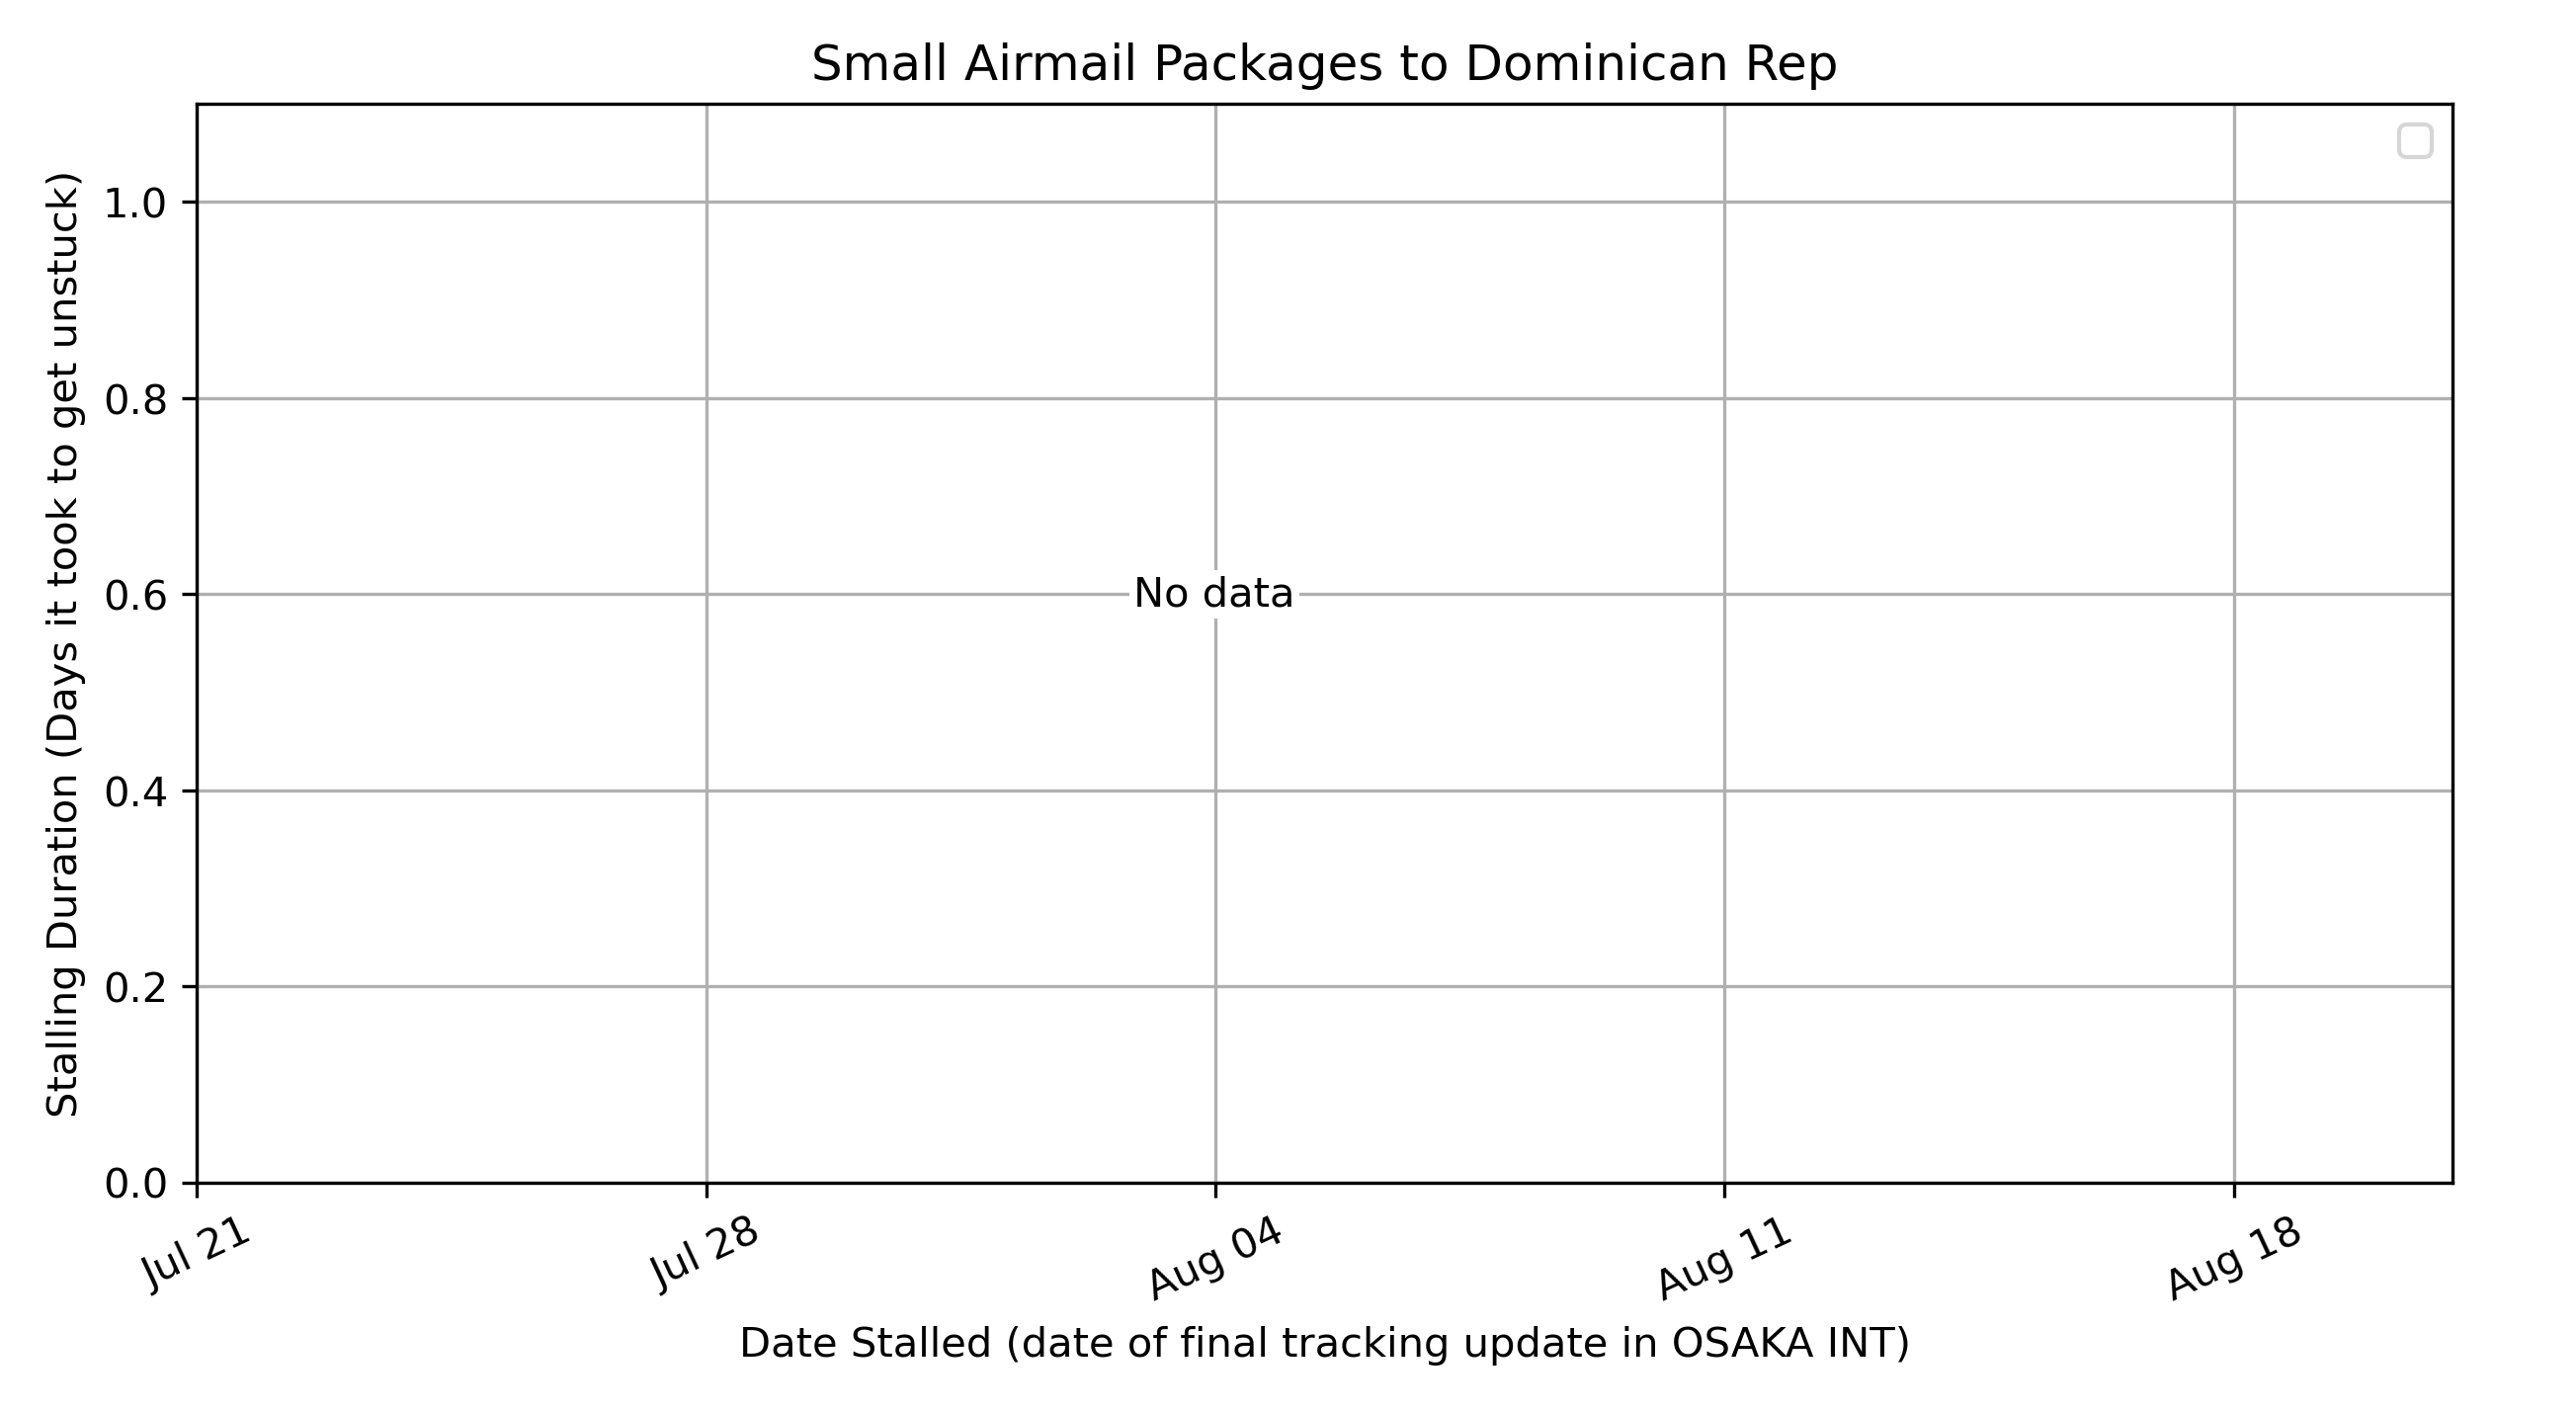 Small Airmail Packages to Dominican Rep
Stalling Duration (Days it took to get unstuck)
1.0
0.8
0.6
0.4
0.2
0.0
No data
Jul 21
Jul 28
Aug 04
Aug 11
Aug 18
Date Stalled (date of final tracking update in OSAKA INT)